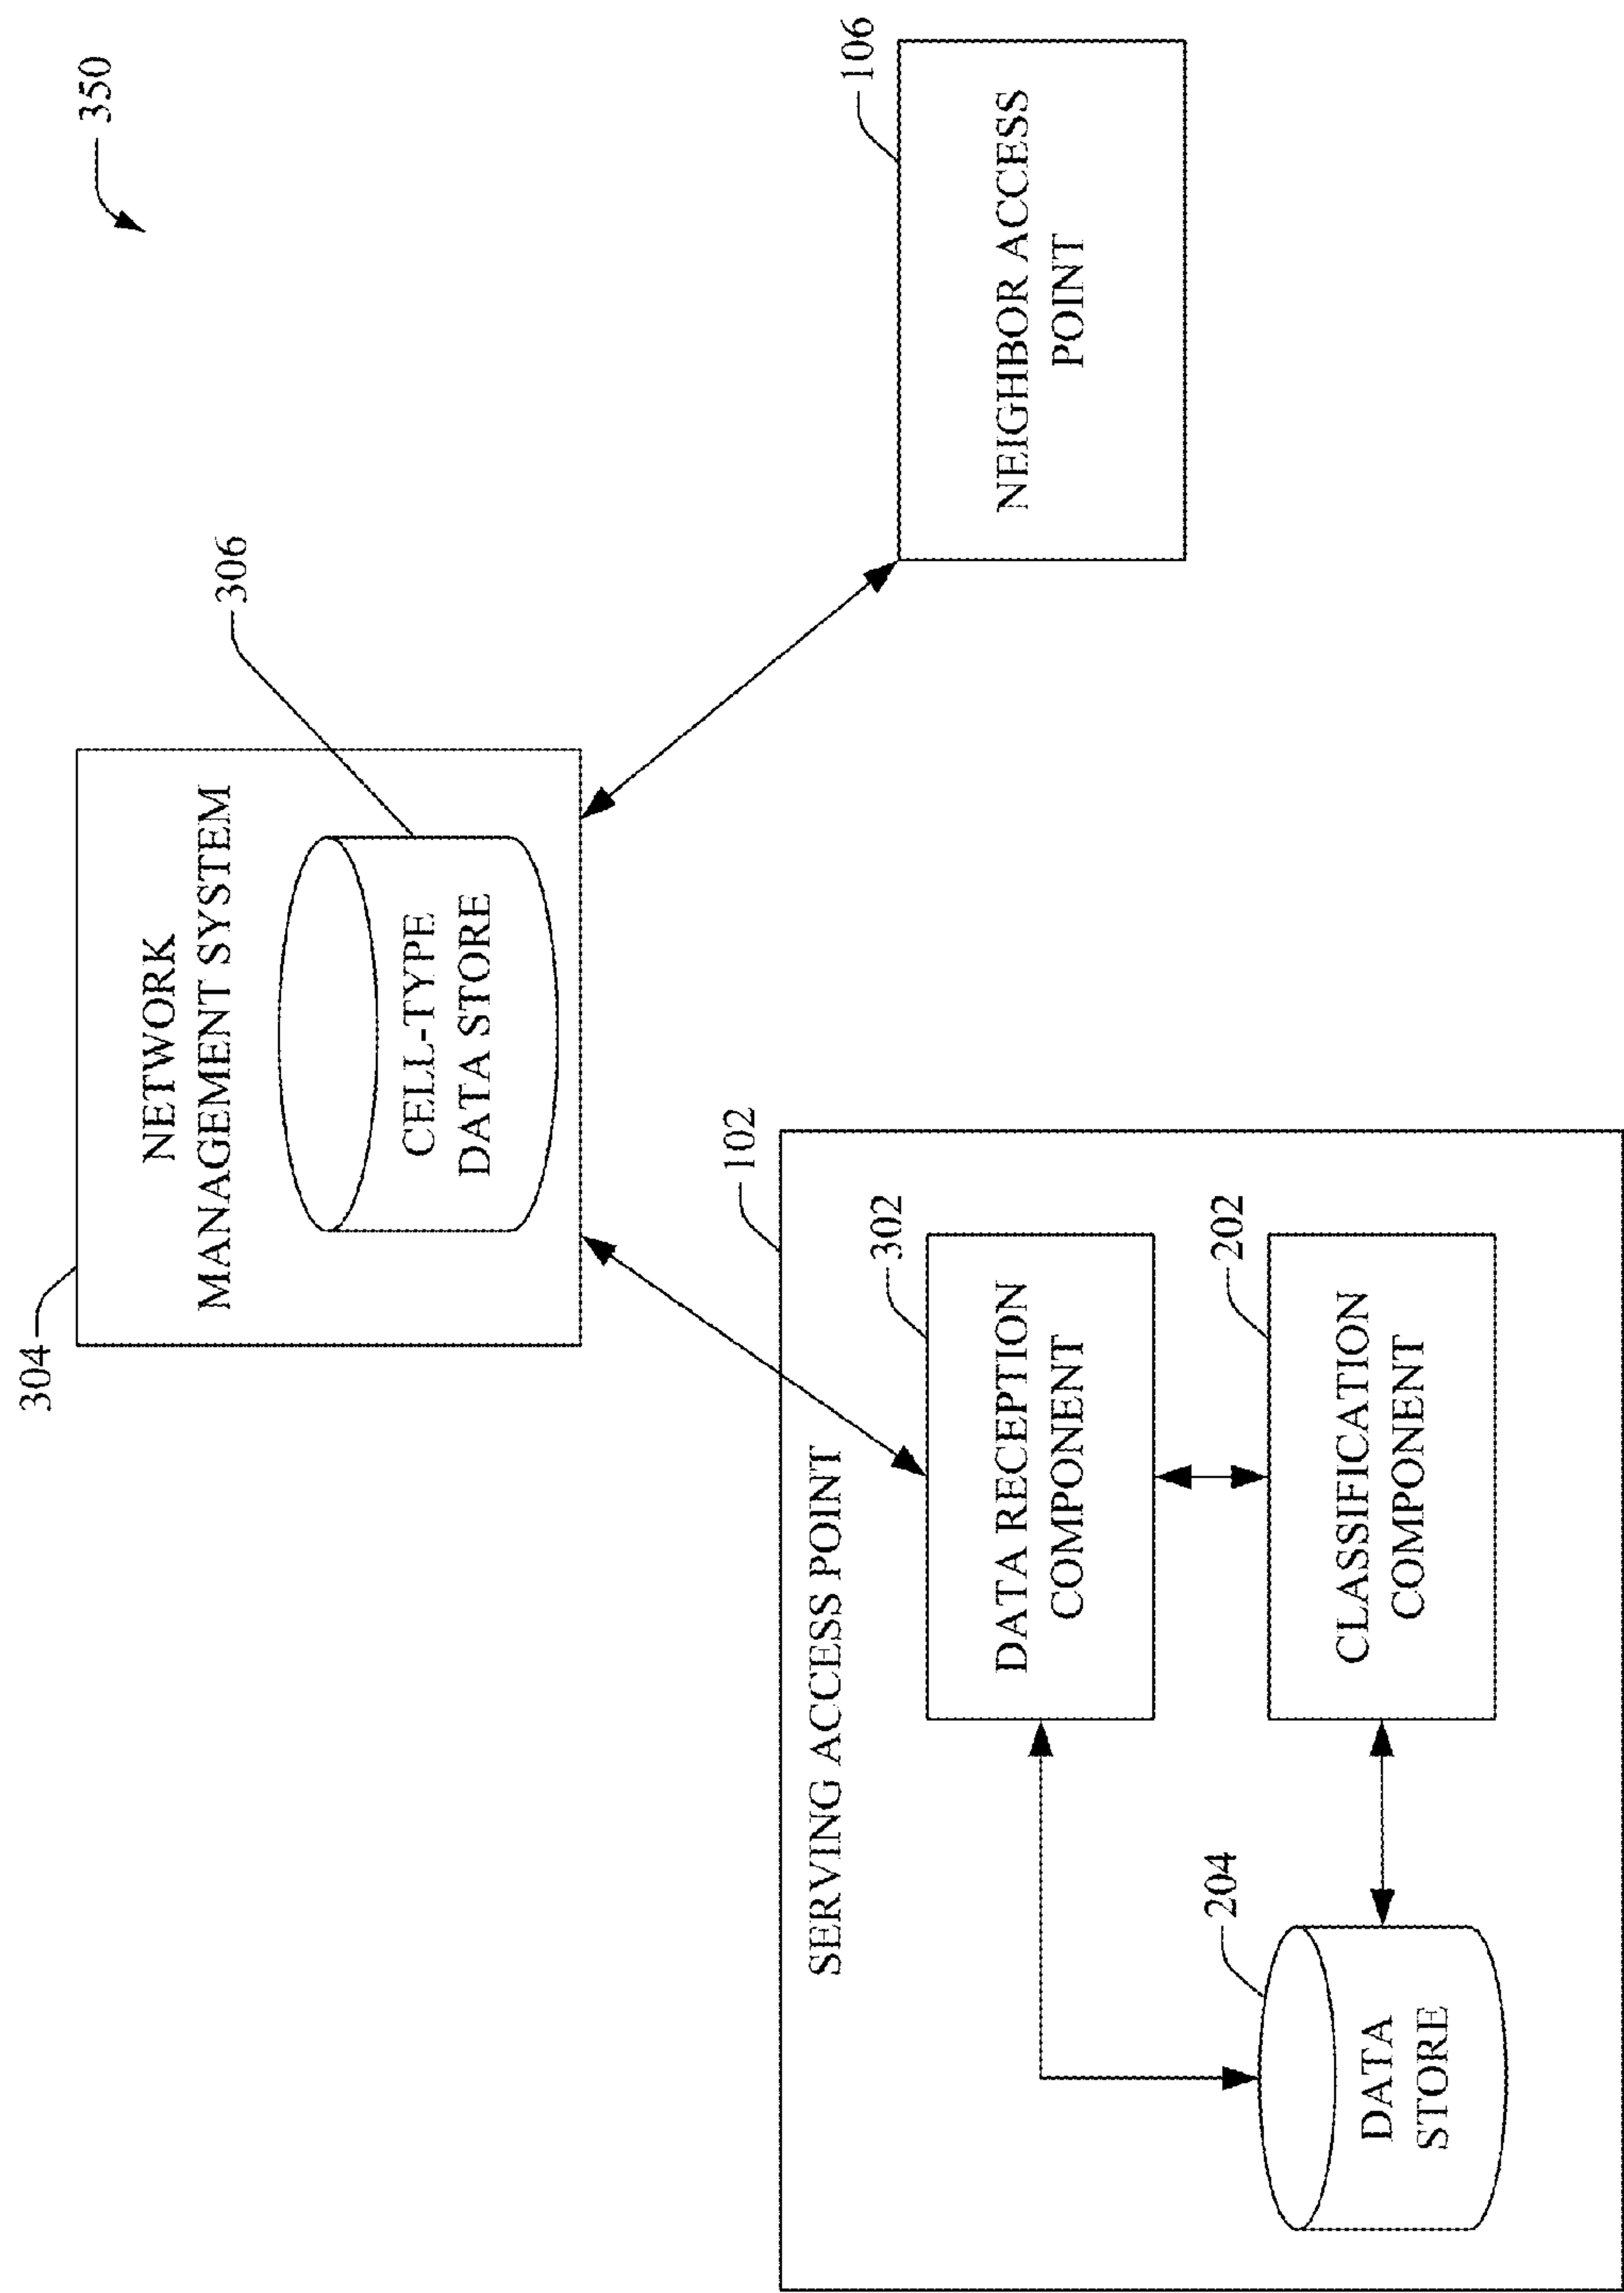 350
304
NETWORK
MANAGEMENT SYSTEM
306
CELL-TYPE
DATA STORE
106
NEIGHBOR ACCESS
POINT
102
SERVING ACCESS POINT
302
DATA RECEPTION
COMPONENT
204
DATA
STORE
202
CLASSIFICATION
COMPONENT